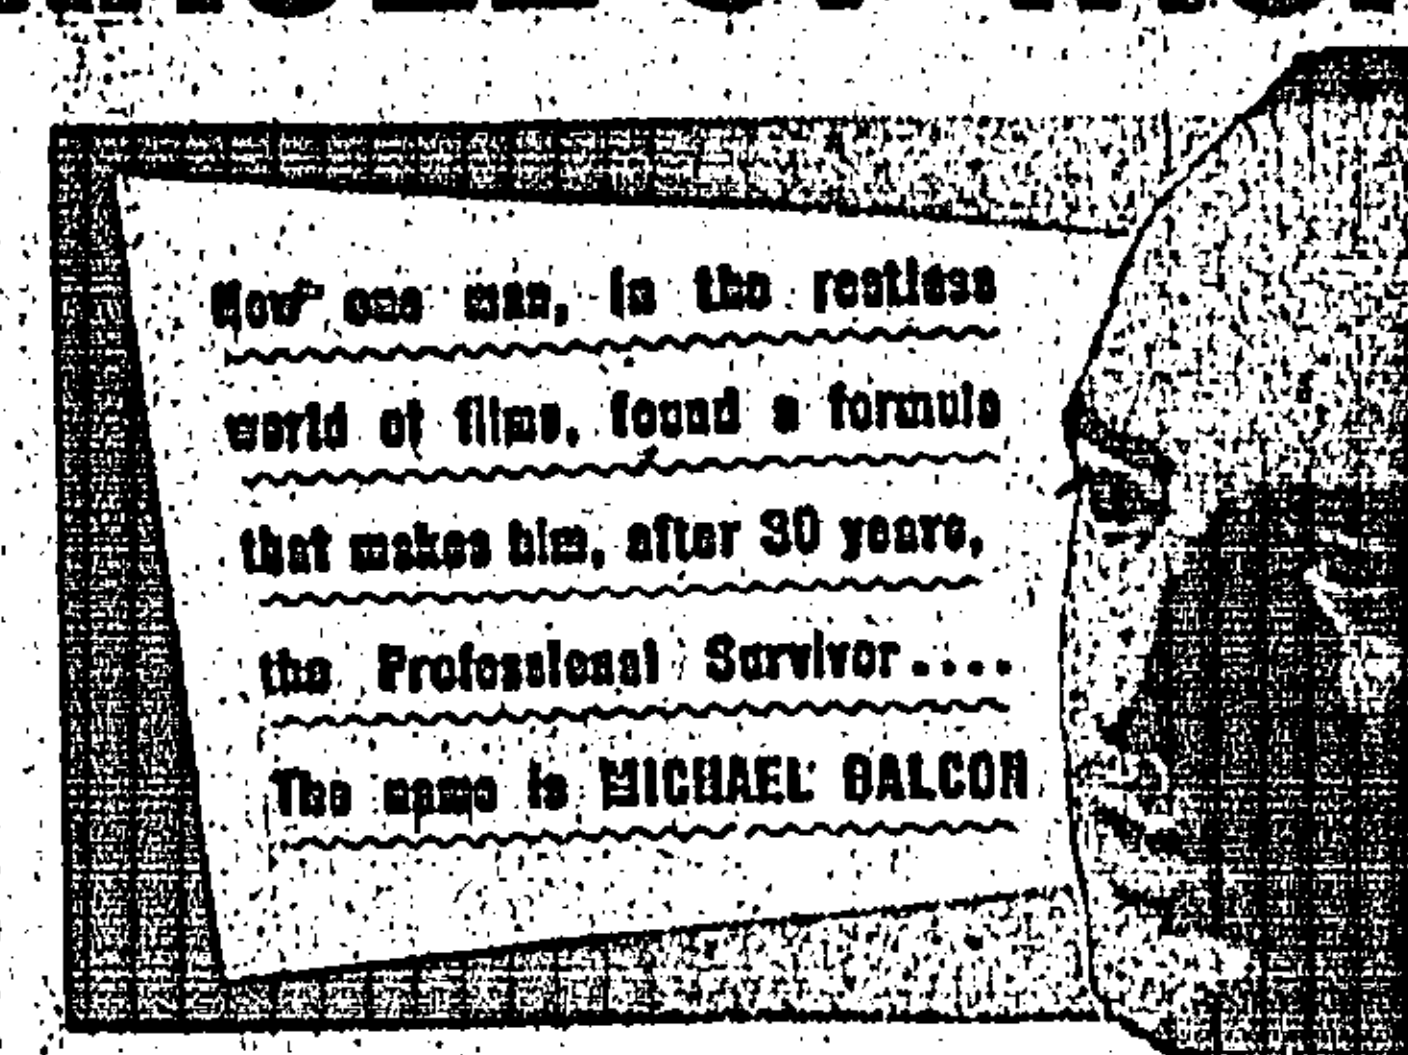 How one man, in the restless
world of films, found a formula
that makes him, after 30 years,
the Professional Survivor....
The name is MICHAEL BALCON